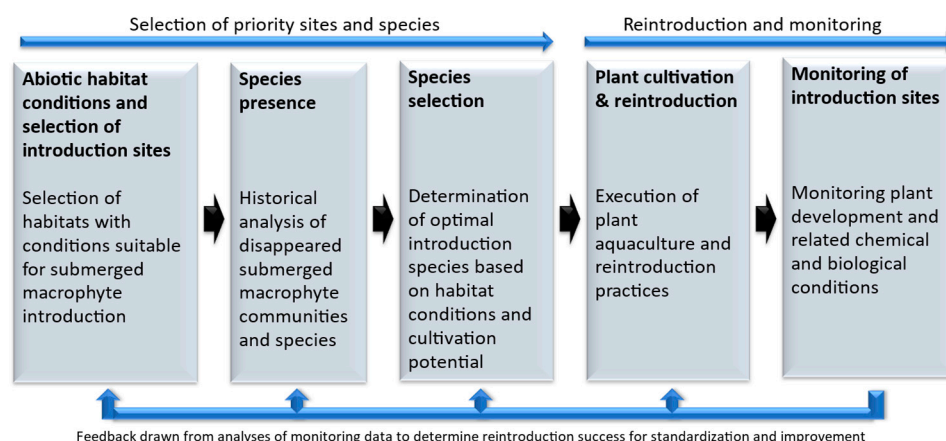 Selection of priority sites and species
Reintroduction and monitoring
Abiotic habitat
conditions and
selection of
introduction sites
Selection of
habitats with
conditions suitable
for submerged
macrophyte
introduction
Species
presence
Historical
analysis of
disappeared
submerged
macrophyte
communities
and species
Species
selection
Determination
of optimal
introduction
species based
on habitat
conditions and
cultivation
potential
Plant cultivation
& reintroduction
Execution of
plant
aquaculture and
reintroduction
practices
Monitoring of
introduction sites
Monitoring plant
development and
related chemical
and biological
conditions
Feedback drawn from analyses of monitoring data to determine reintroduction success for standardization and improvement